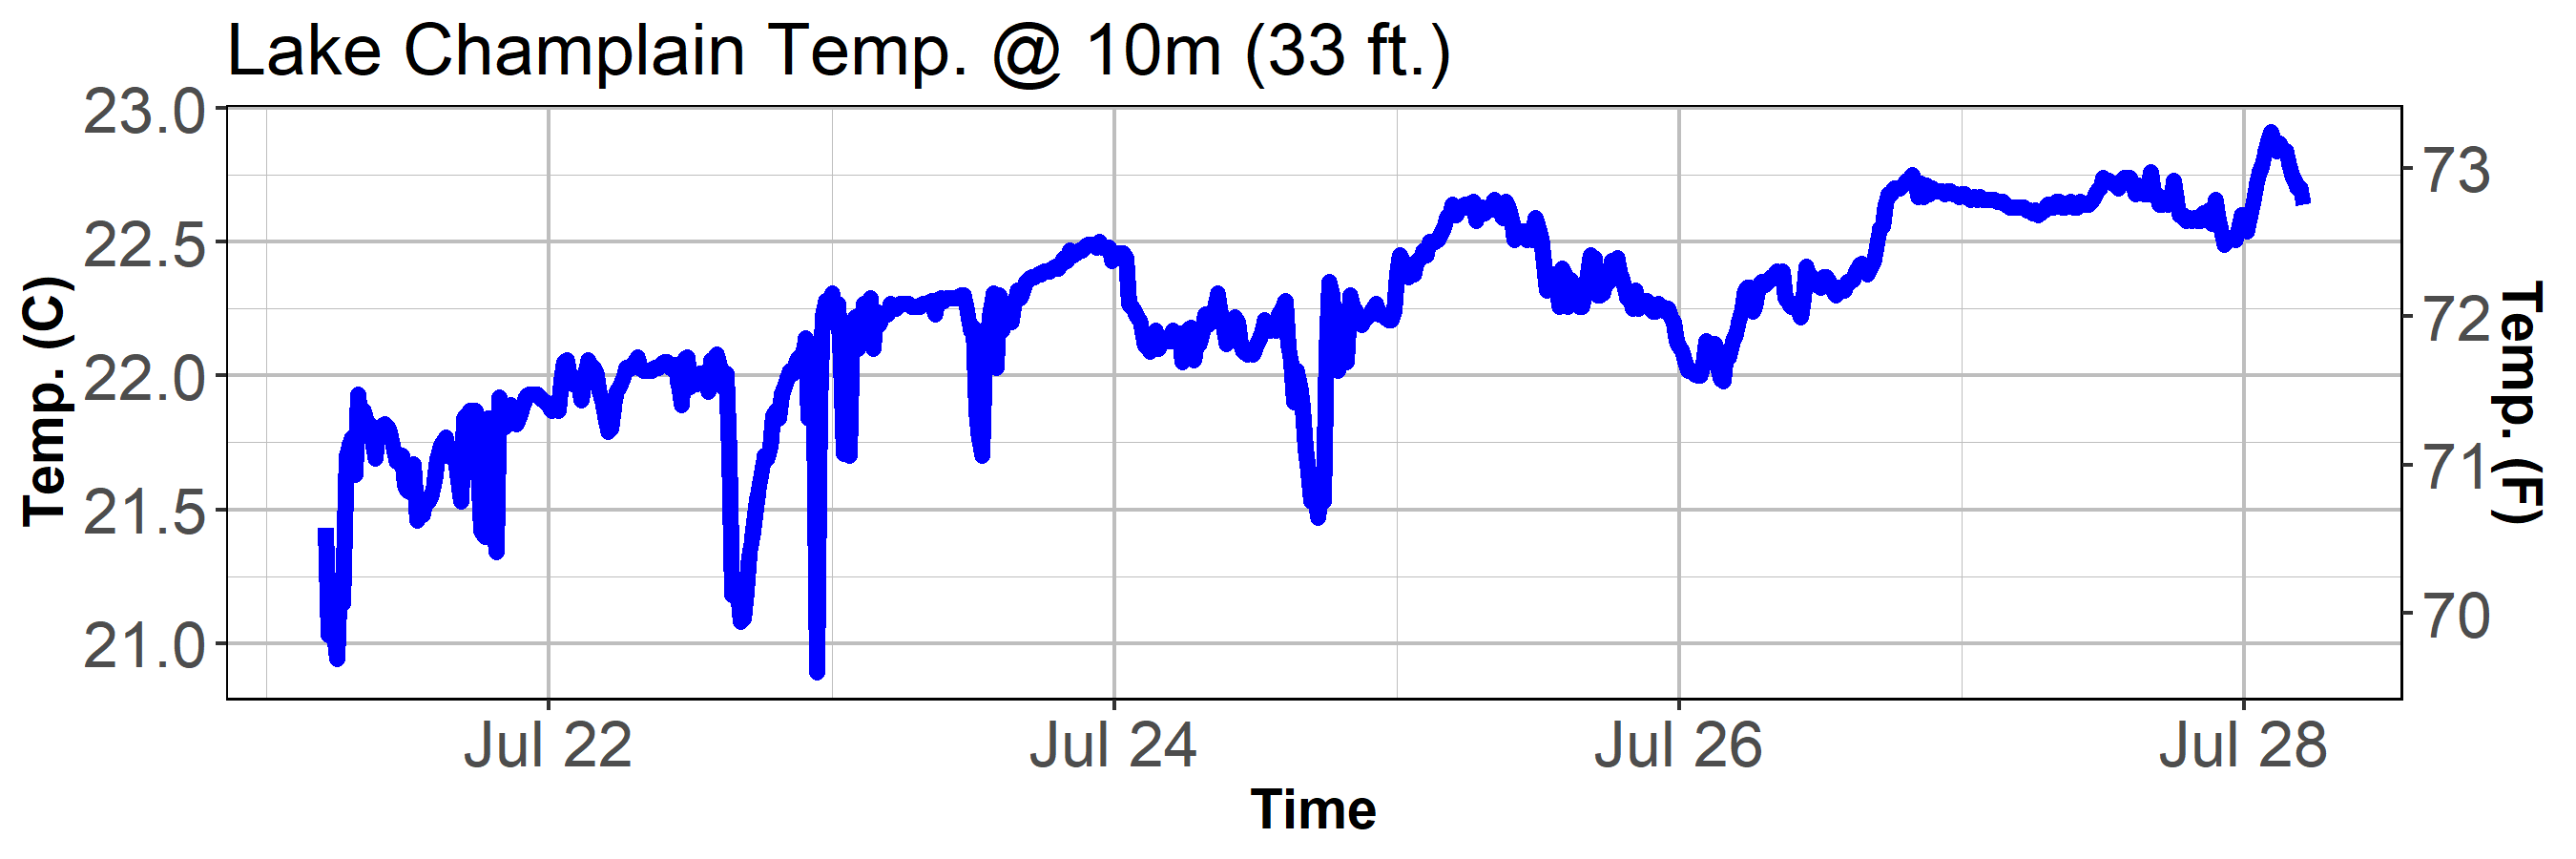 Lake Champlain Temp. @ 10m (33 ft.)
23.0
22.5
22.0
21.5
21.0
Temp. (C)
73
72
71
70
Temp. (F)
Jul 22 Jul 24 Jul 26 Jul 28
Time